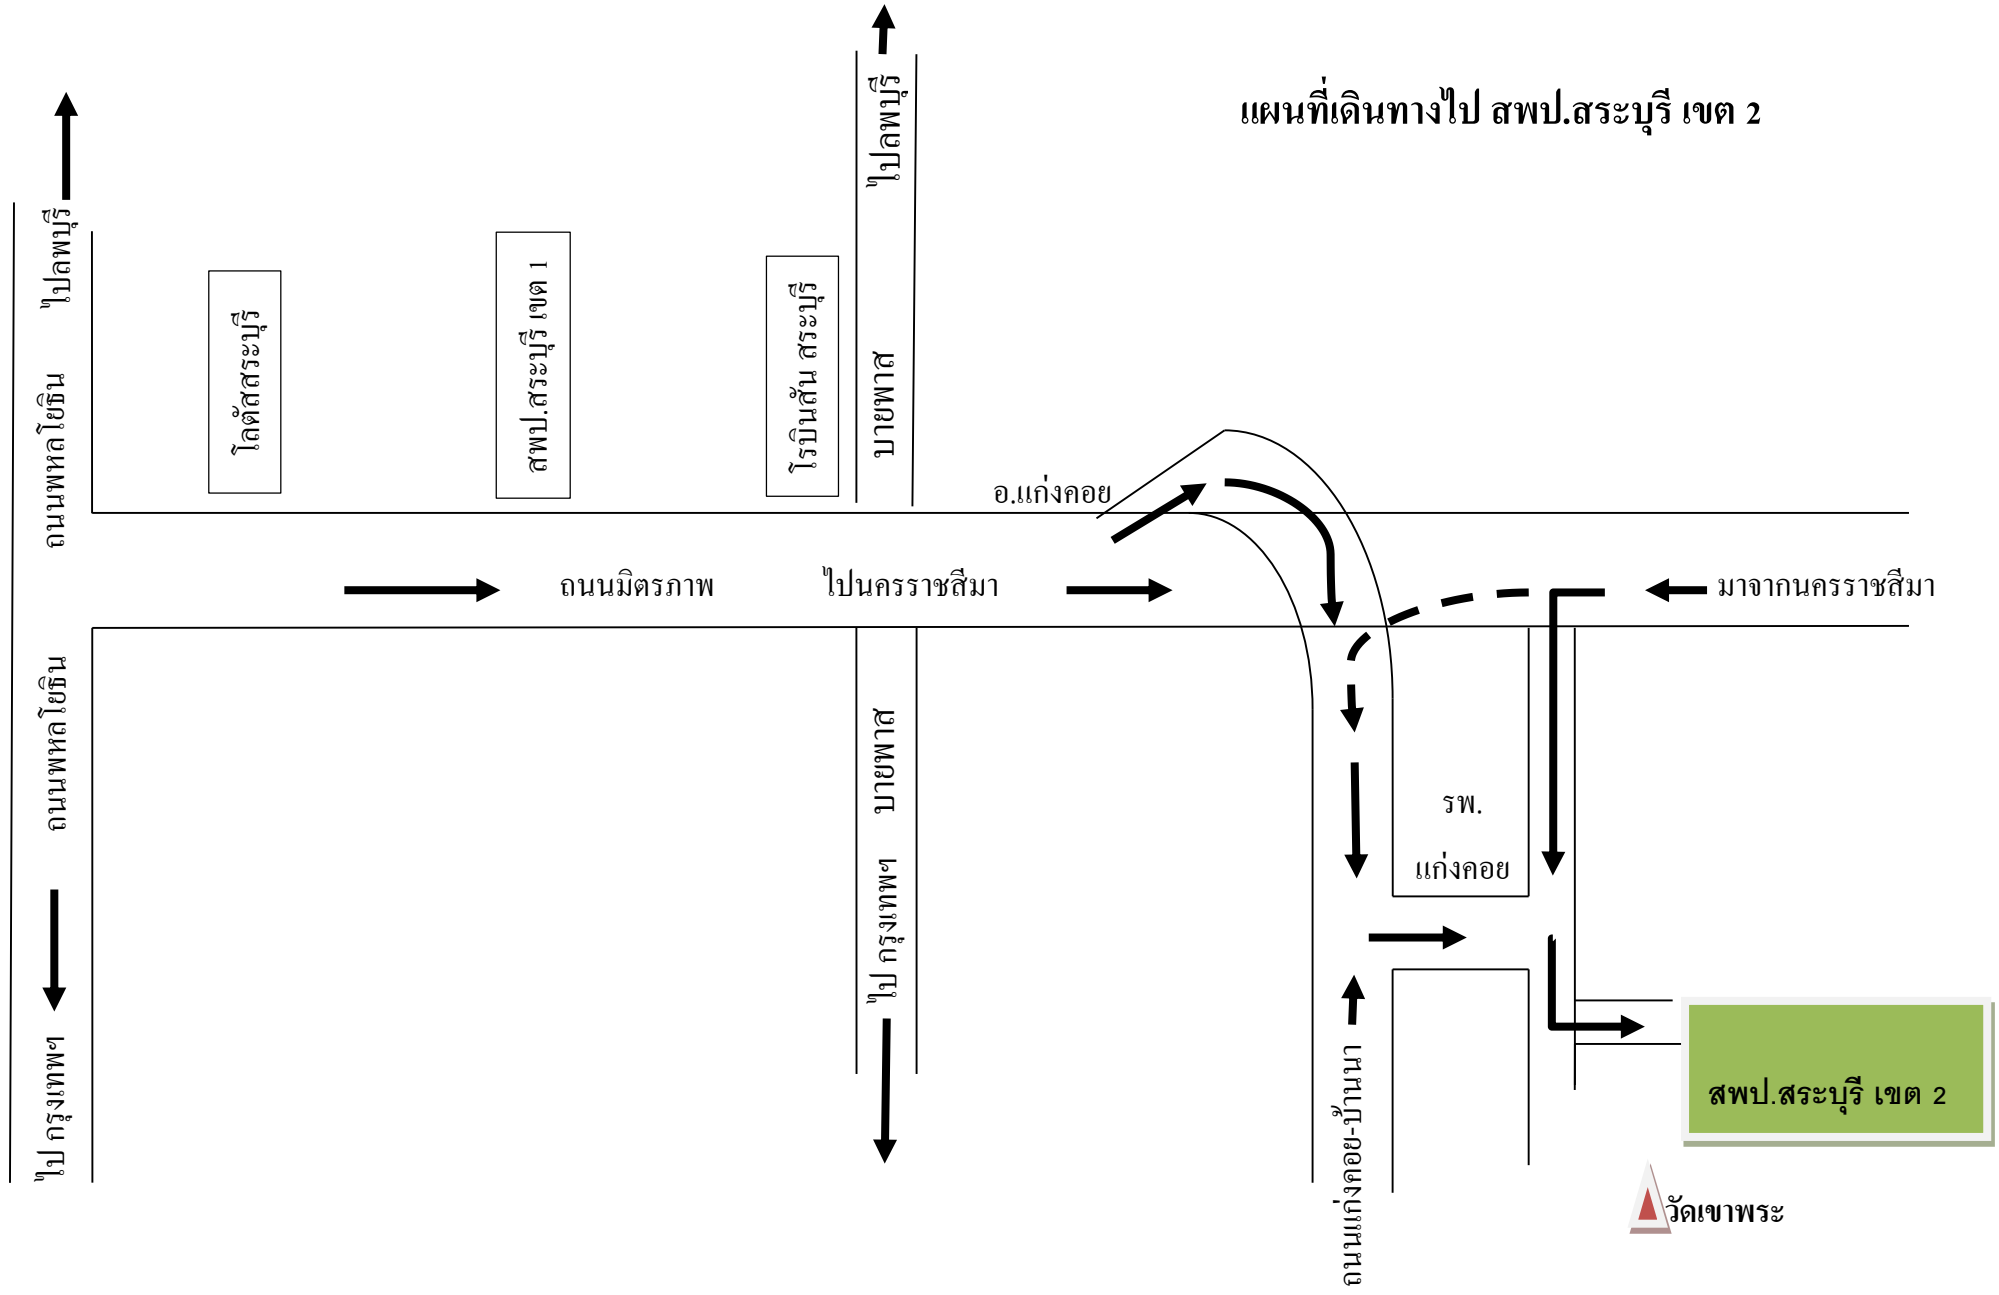 แผนที่เดินทางไป สพป.สระบุรี เขต 2
ไปลพบุรี
ไปลพบุรี
ถนนพหลโยธิน
โลตัสสระบุรี
สพป.สระบุรี เขต 1
โรบินสัน สระบุรี
บายพาส
อ.แก่งคอย
ถนนมิตรภาพ
ไปนครราชสีมา
มาจากนครราชสีมา
ถนนพหลโยธิน
บายพาส
รพ.
แก่งคอย
ไป กรุงเทพฯ
ไป กรุงเทพฯ
ถนนแก่งคอย-บ้านนา
สพป.สระบุรี เขต 2
วัดเขาพระ